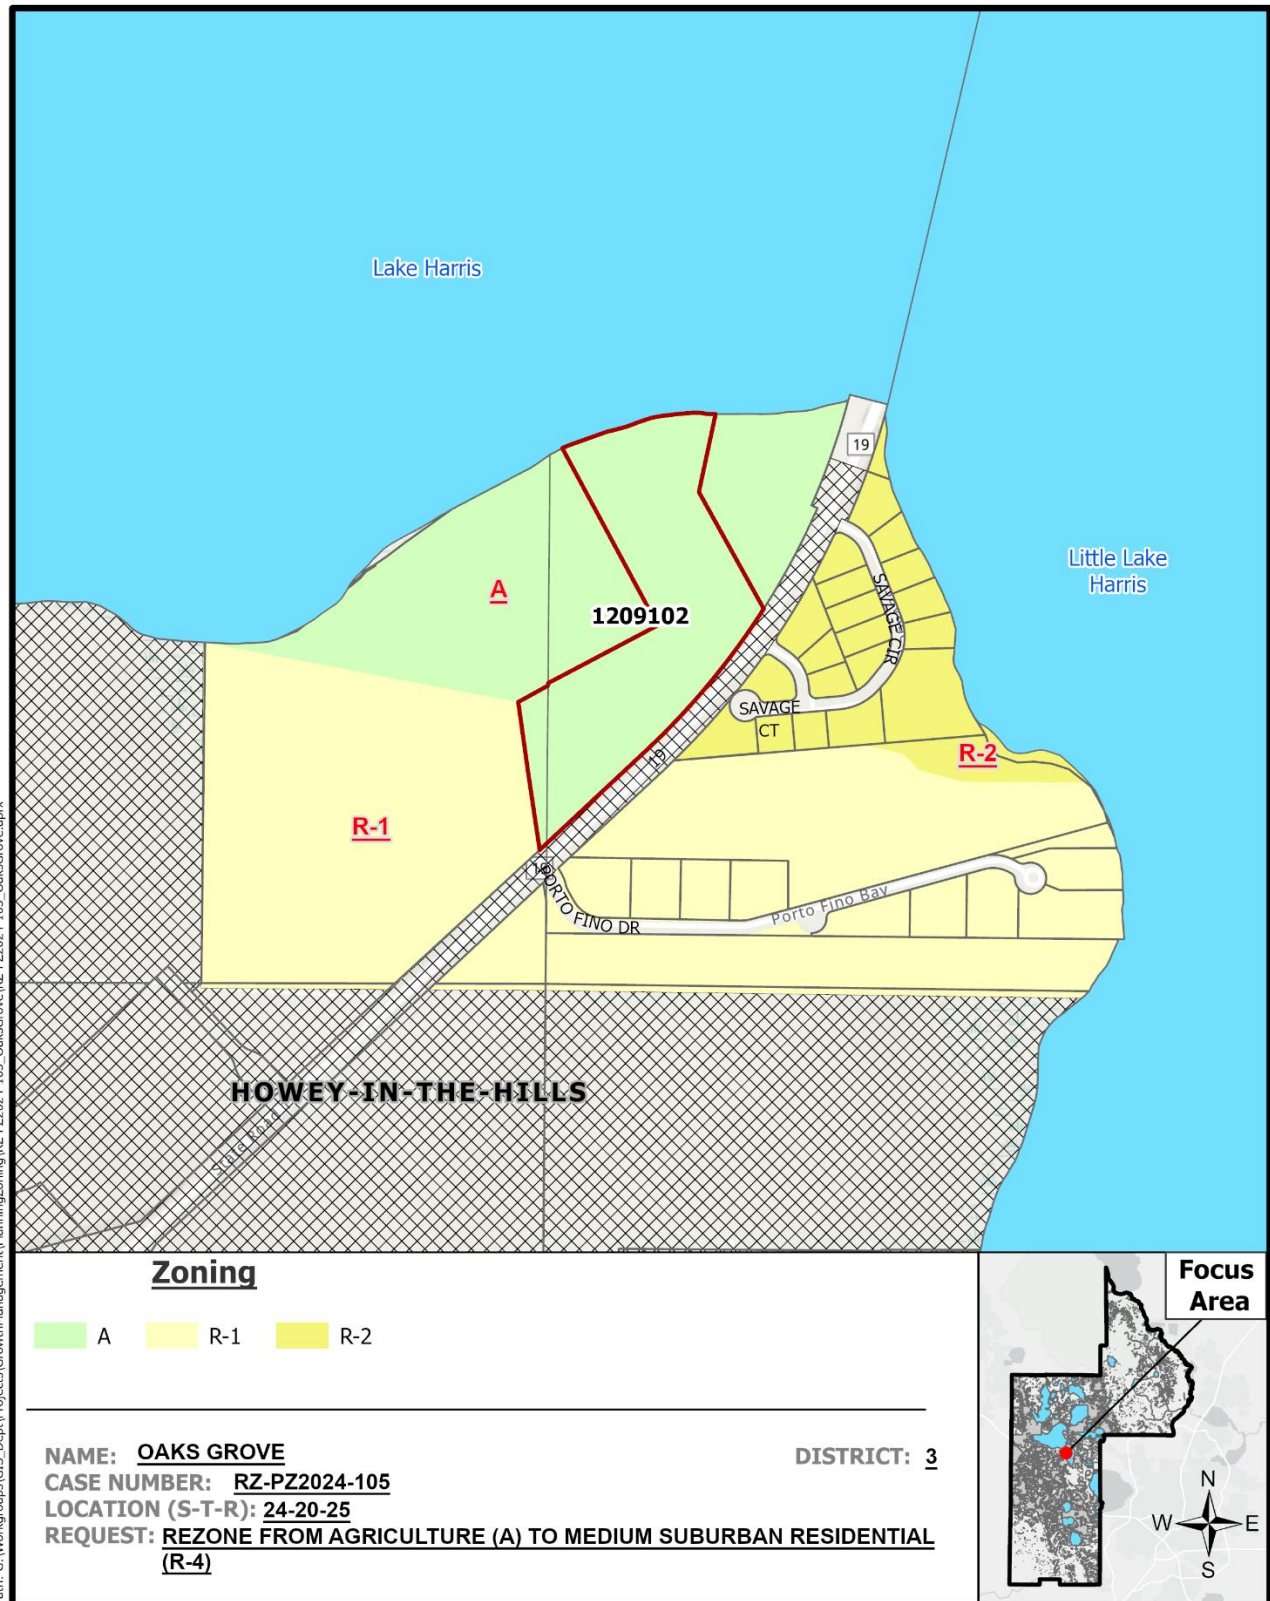 Lake Harris
19
Little Lake
Harris
A
1209102
SAVAGE CIR
SAVAGE
CT
19
R-2
R-1
19
PORTO FINO DR
Porto Fino Bay
HOWEY-IN-THE-HILLS
State Road
Zoning
A
R-1
R-2
Focus
Area
NAME: OAKS GROVE
DISTRICT: 3
CASE NUMBER: RZ-PZ2024-105
LOCATION (S-T-R): 24-20-25
REQUEST: REZONE FROM AGRICULTURE (A) TO MEDIUM SUBURBAN RESIDENTIAL
(R-4)
N
W
E
S